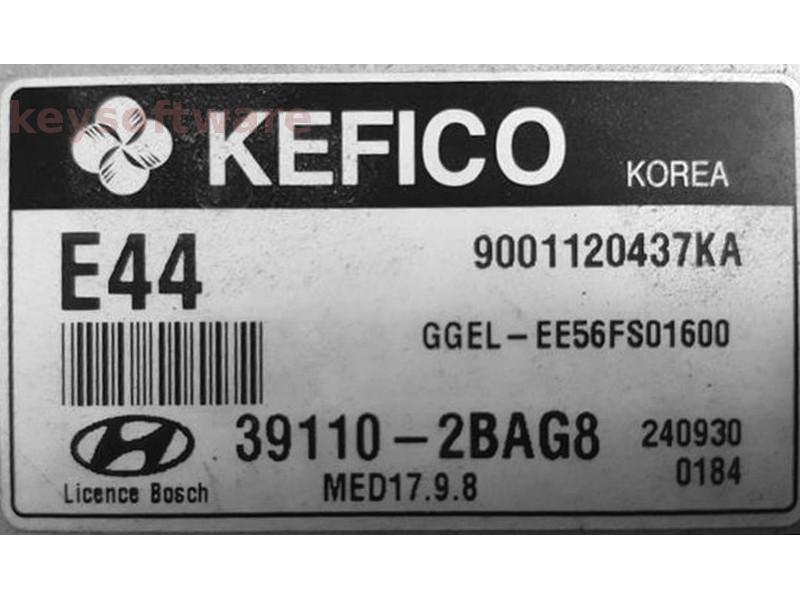 keysoftware
KEFICO KOREA
E44 9001120437KA
GGEL-EE56FS01600
39110-2BAG8 240930
0184
Licence Bosch MED17.9.8